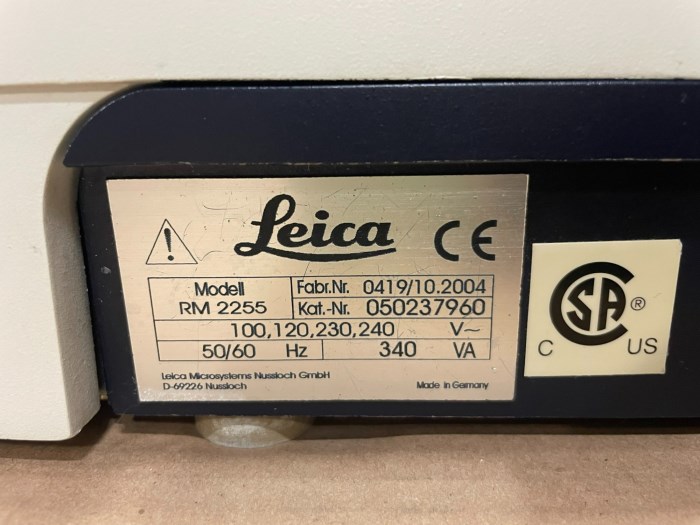 Leica CE
Modell
RM 2255
Fabr.Nr. 0419/10.2004
Kat.-Nr. 050237960
100,120,230,240 V~
50/60 Hz 340 VA
Leica Microsystems Nussloch GmbH
D-69226 Nussloch
Made in Germany
CSA ®
C US